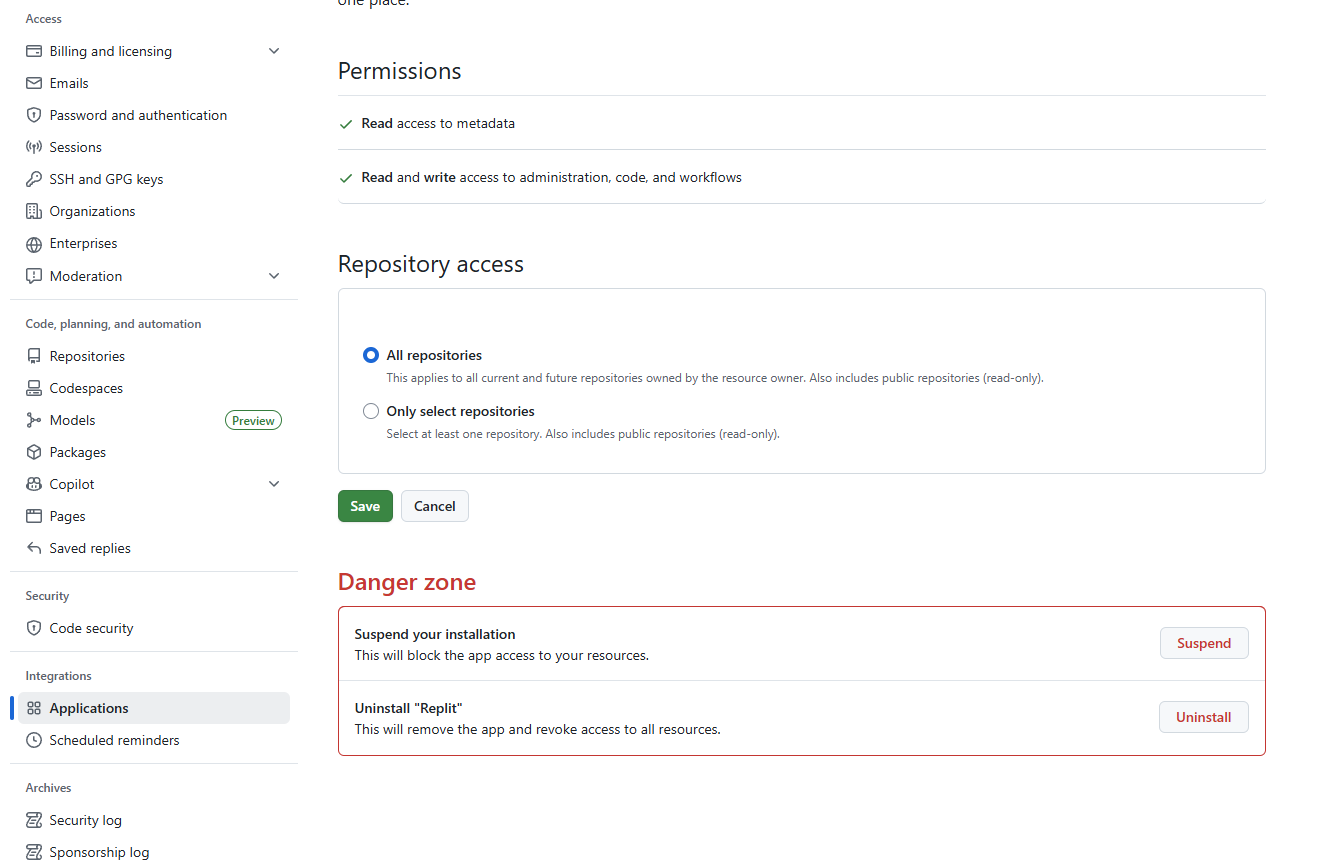 Access
Billing and licensing
Emails
Password and authentication
Sessions
SSH and GPG keys
Organizations
Enterprises
Moderation
Code, planning, and automation
Repositories
Codespaces
Models
Preview
Packages
Copilot
Pages
Saved replies
Security
Code security
Integrations
Applications
Scheduled reminders
Archives
Security log
Sponsorship log
one place.
Permissions
Read access to metadata
Read and write access to administration, code, and workflows
Repository access
All repositories
This applies to all current and future repositories owned by the resource owner. Also includes public repositories (read-only).
Only select repositories
Select at least one repository. Also includes public repositories (read-only).
Save
Cancel
Danger zone
Suspend your installation
This will block the app access to your resources.
Suspend
Uninstall "Replit"
This will remove the app and revoke access to all resources.
Uninstall